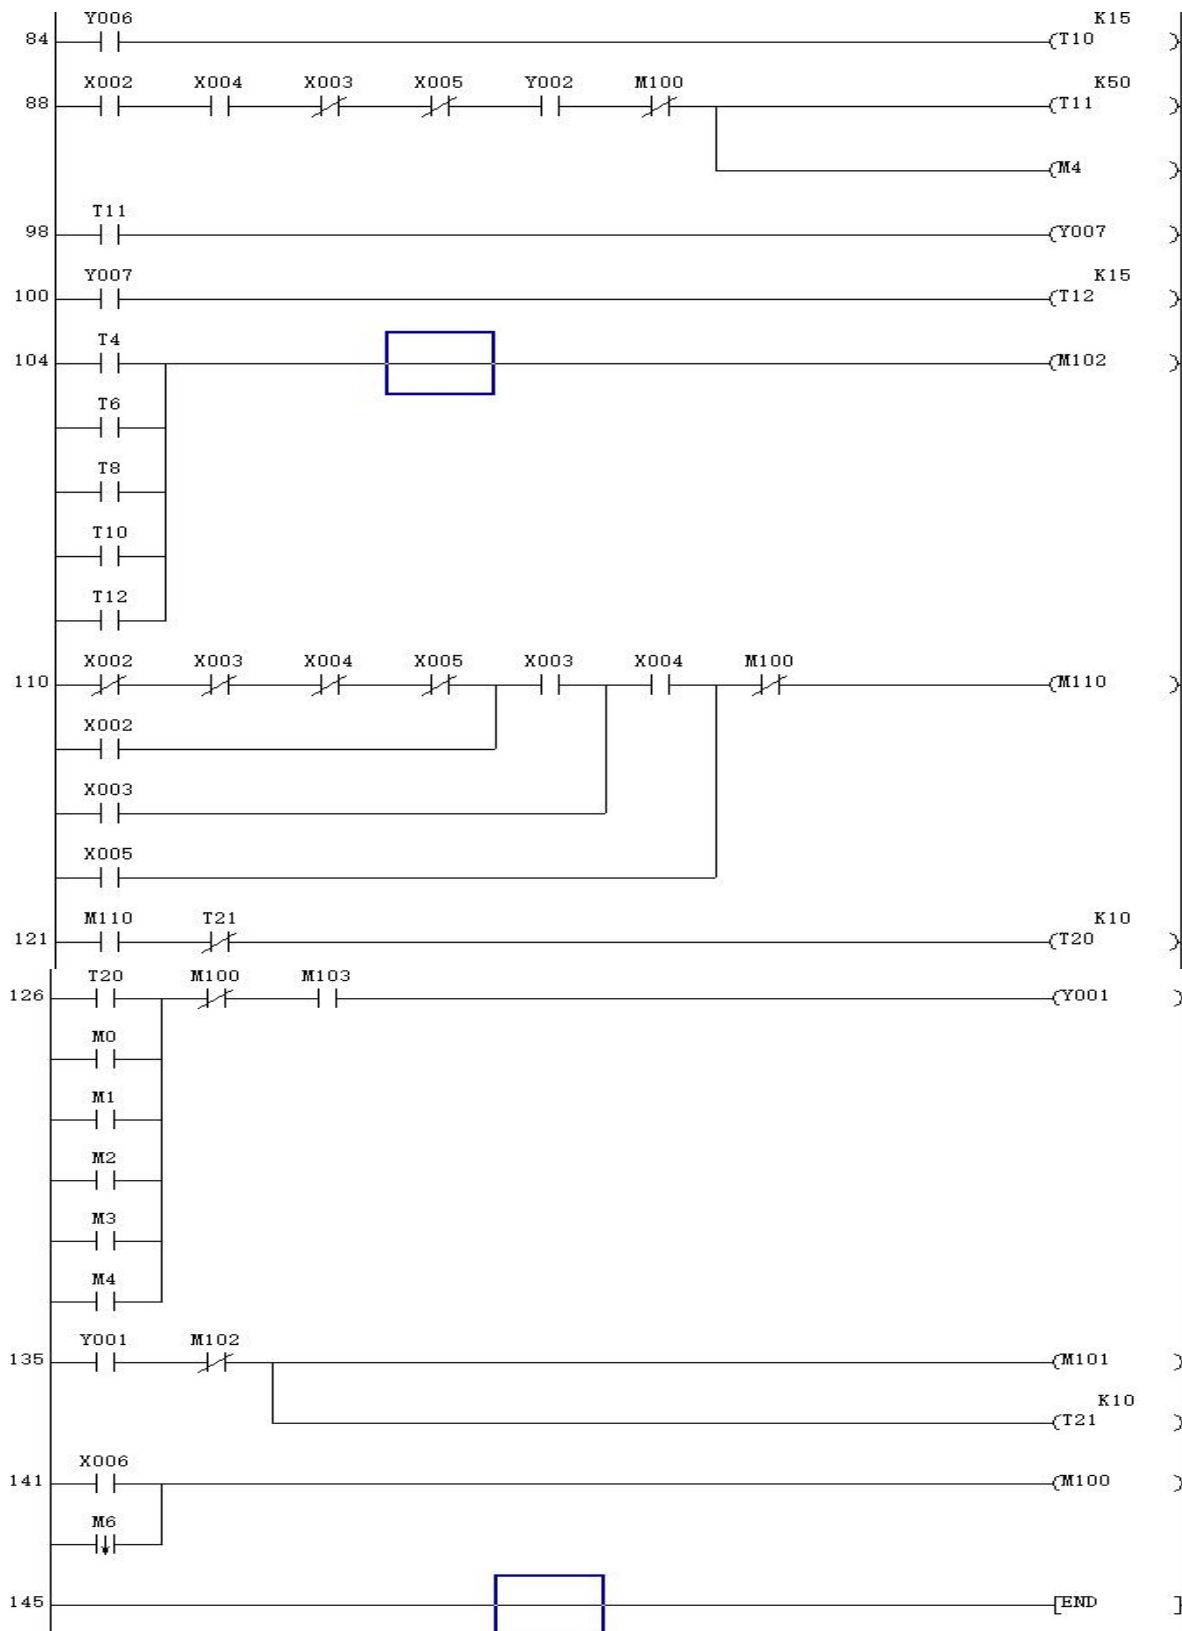 Y006 K15
84 (T10 )
X002 X004 X003 X005 Y002 M100 K50
88 (T11 )
(M4 )
T11
98 (Y007 )
Y007 K15
100 (T12 )
T4
104 (M102 )
T6
T8
T10
T12
X002 X003 X004 X005 X003 X004 M100
110 (M110 )
X002
X003
X005
M110 T21 K10
121 (T20 )
T20 M100 M103
126 (Y001 )
M0
M1
M2
M3
M4
Y001 M102
135 (M101 )
K10
(T21 )
X006
141 (M100 )
M6
145 [END ]